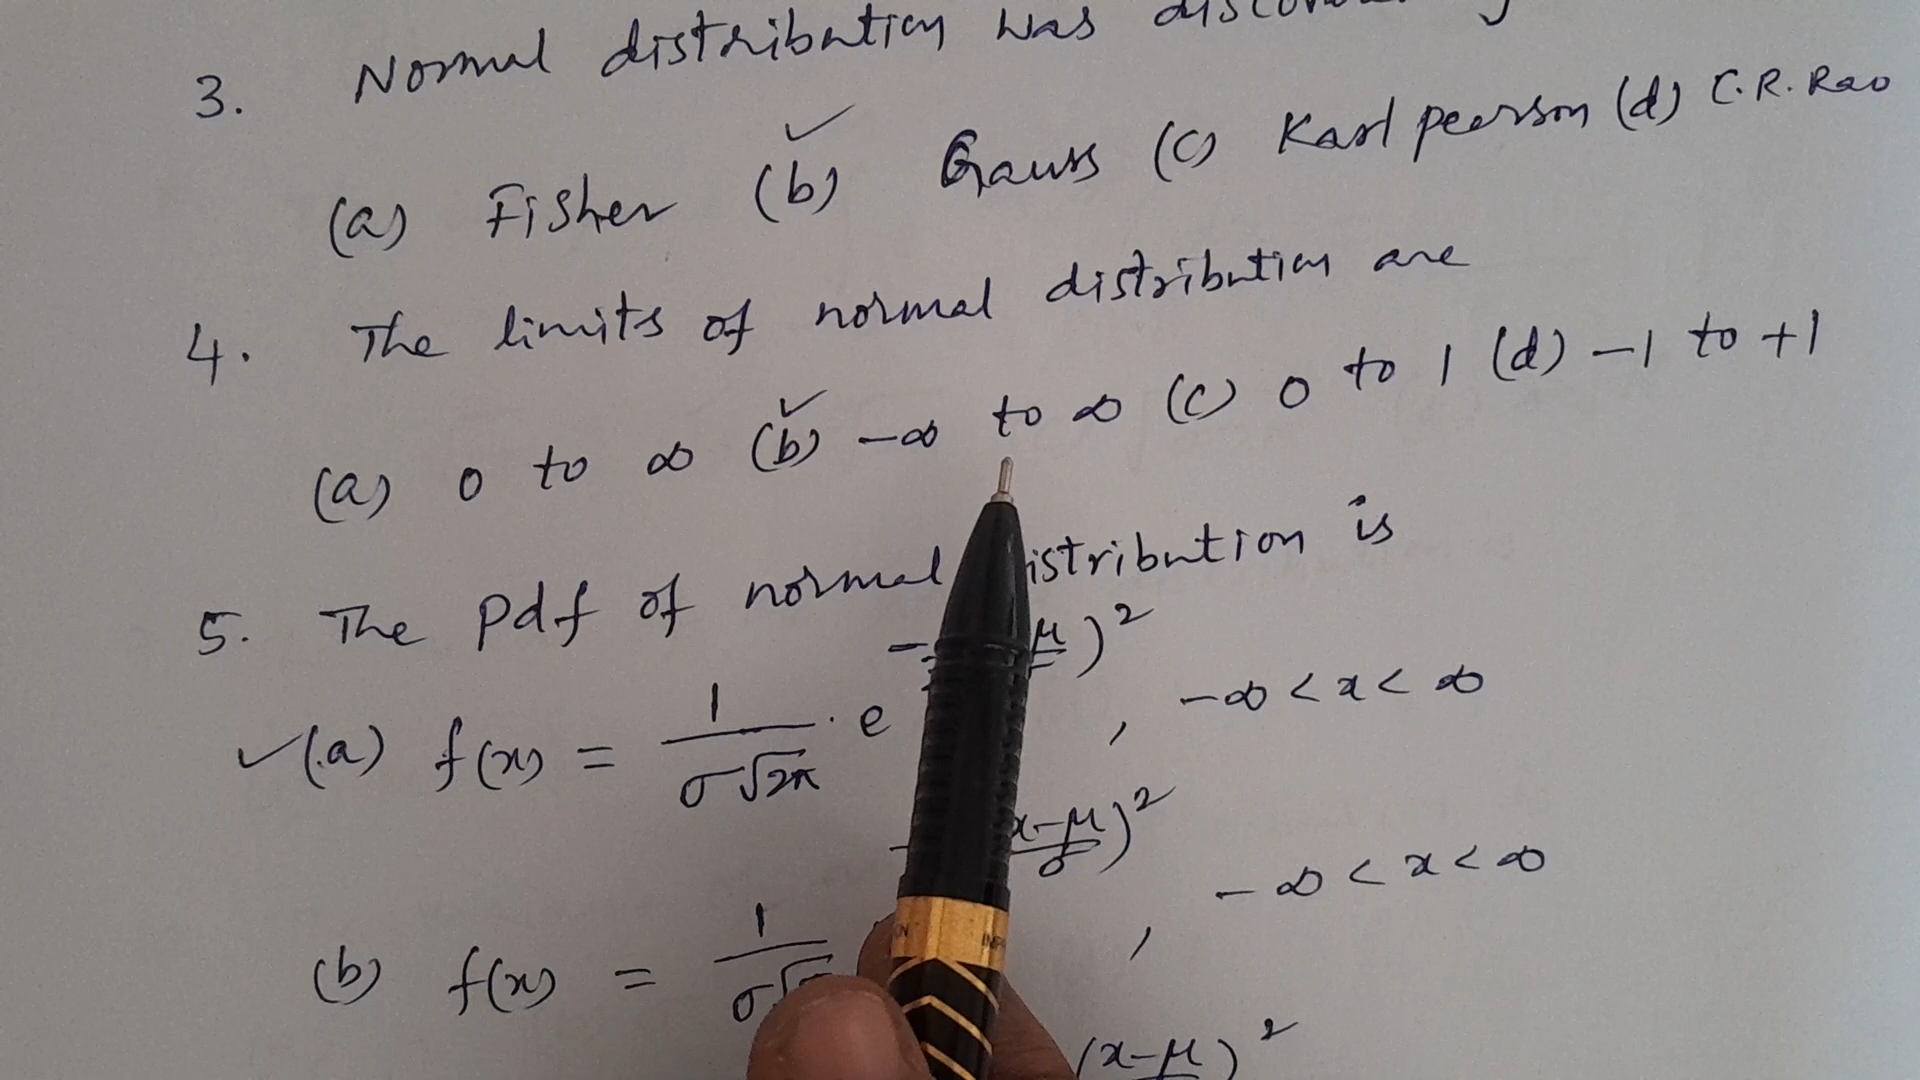 3. Normal distribution was
(a) Fisher (b) ✓ Gauss (c) Karl pearson (d) C.R. Rao
4. The limits of normal distribution are
(a) 0 to ∞ (b) ✓ -∞ to ∞ (c) 0 to 1 (d) -1 to +1
5. The Pdf of normal istribution is
✓ (a) f(x) = 1/σ√2π · e - μ)², -∞ < x < ∞
(b) f(x) = 1/σ√ - x-μ/σ)², -∞ < x < ∞
(x-μ)²